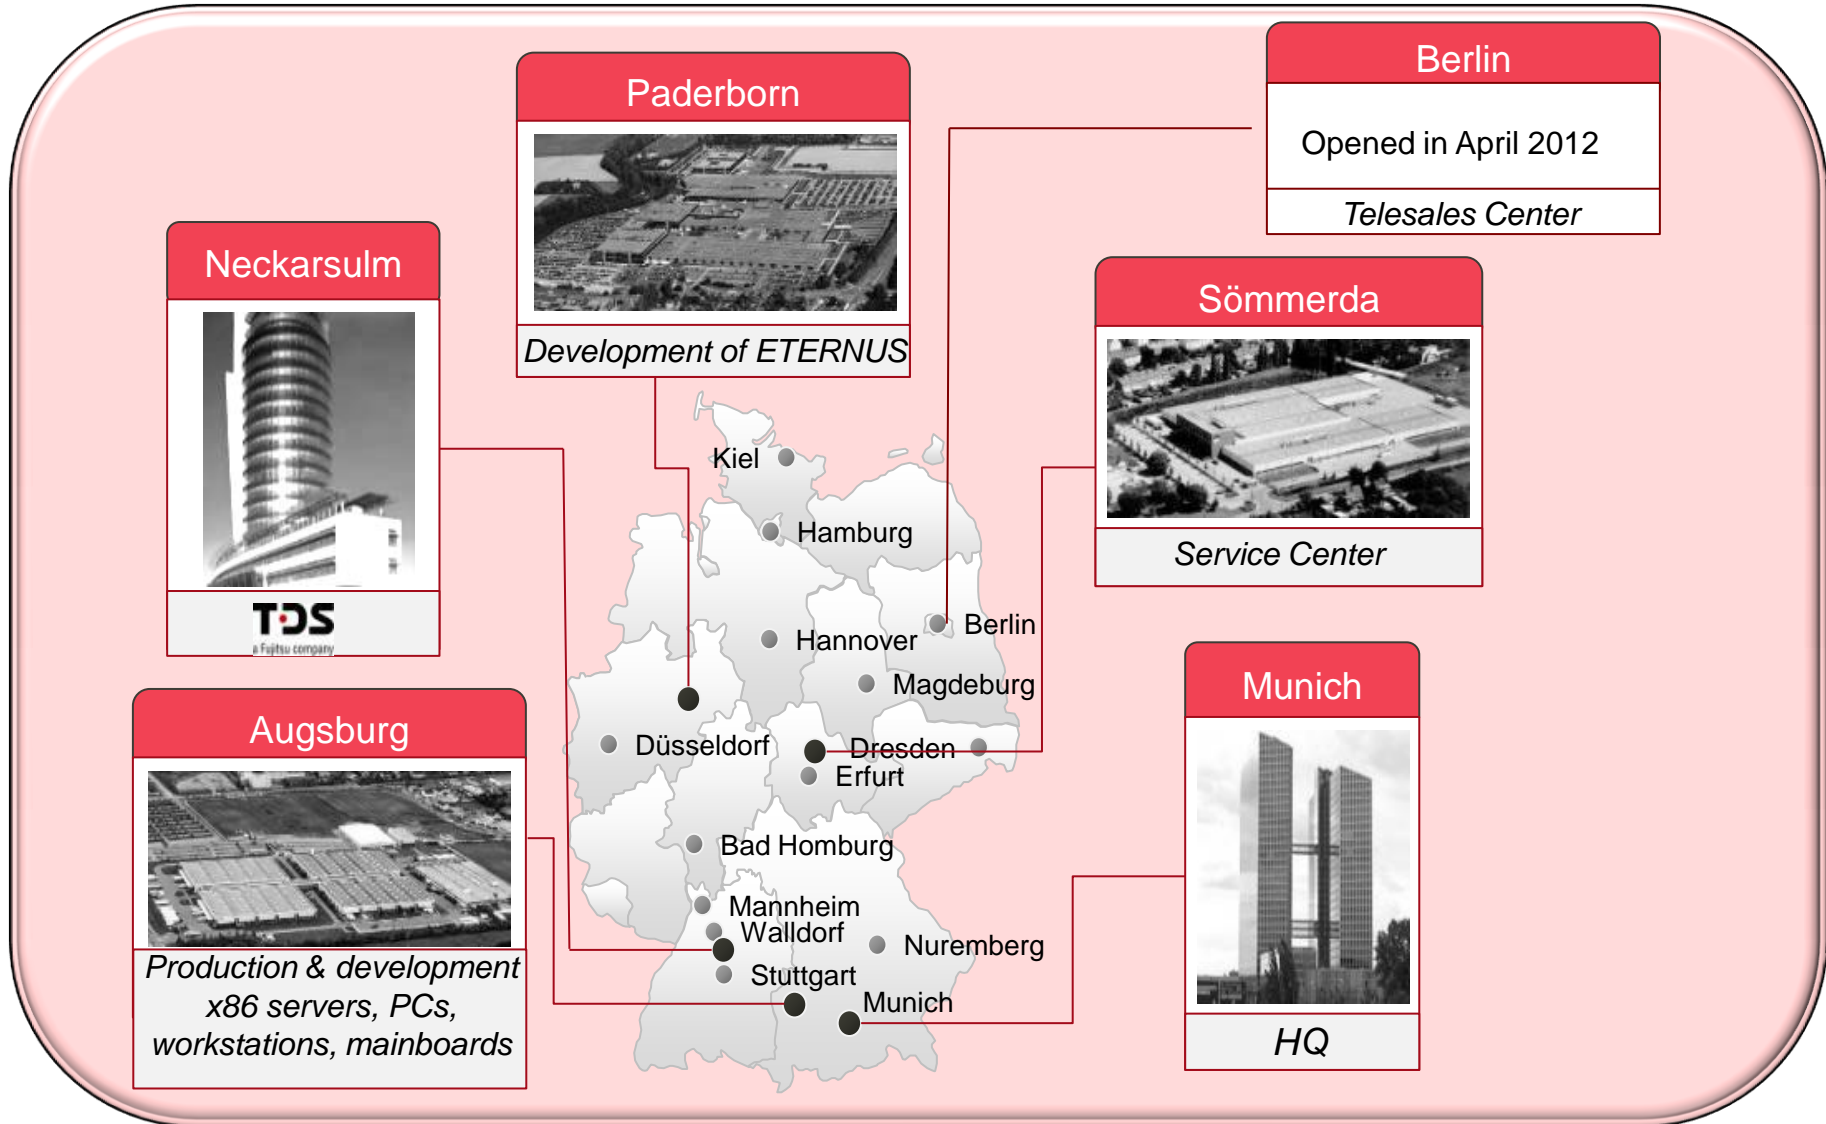 Berlin
Opened in April 2012
Telesales Center
Paderborn
Development of ETERNUS
Neckarsulm
TDS
a Fujitsu company
Sömmerda
Service Center
Augsburg
Production & development
x86 servers, PCs,
workstations, mainboards
Munich
HQ
Kiel
Hamburg
Hannover
Berlin
Magdeburg
Düsseldorf
Dresden
Erfurt
Bad Homburg
Mannheim
Walldorf
Nuremberg
Stuttgart
Munich